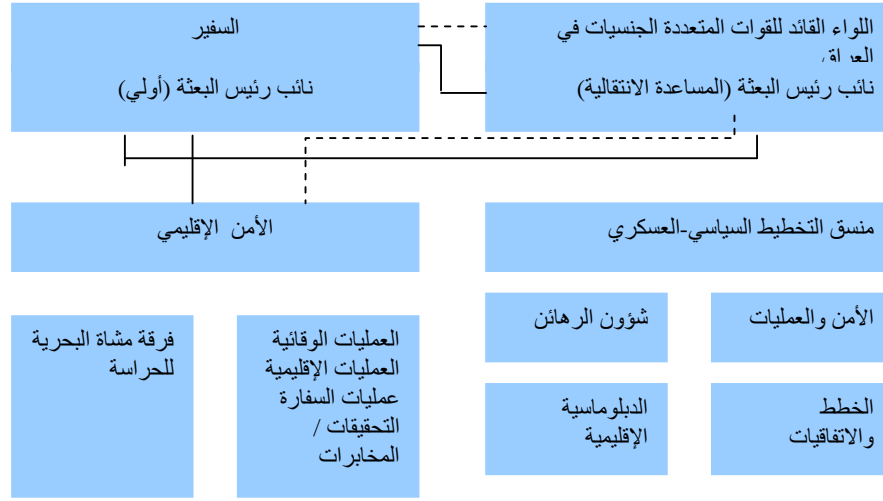 اللواء القائد للقوات المتعددة الجنسيات في
العراق
نائب رئيس البعثة (المساعدة الانتقالية)
السفير
نائب رئيس البعثة (أولي)
منسق التخطيط السياسي-العسكري
الأمن الإقليمي
الأمن والعمليات
شؤون الرهائن
الخطط
والاتفاقيات
الدبلوماسية
الإقليمية
العمليات الوقائية
العمليات الإقليمية
عمليات السفارة
التحقيقات /
المخابرات
فرقة مشاة البحرية
للحراسة